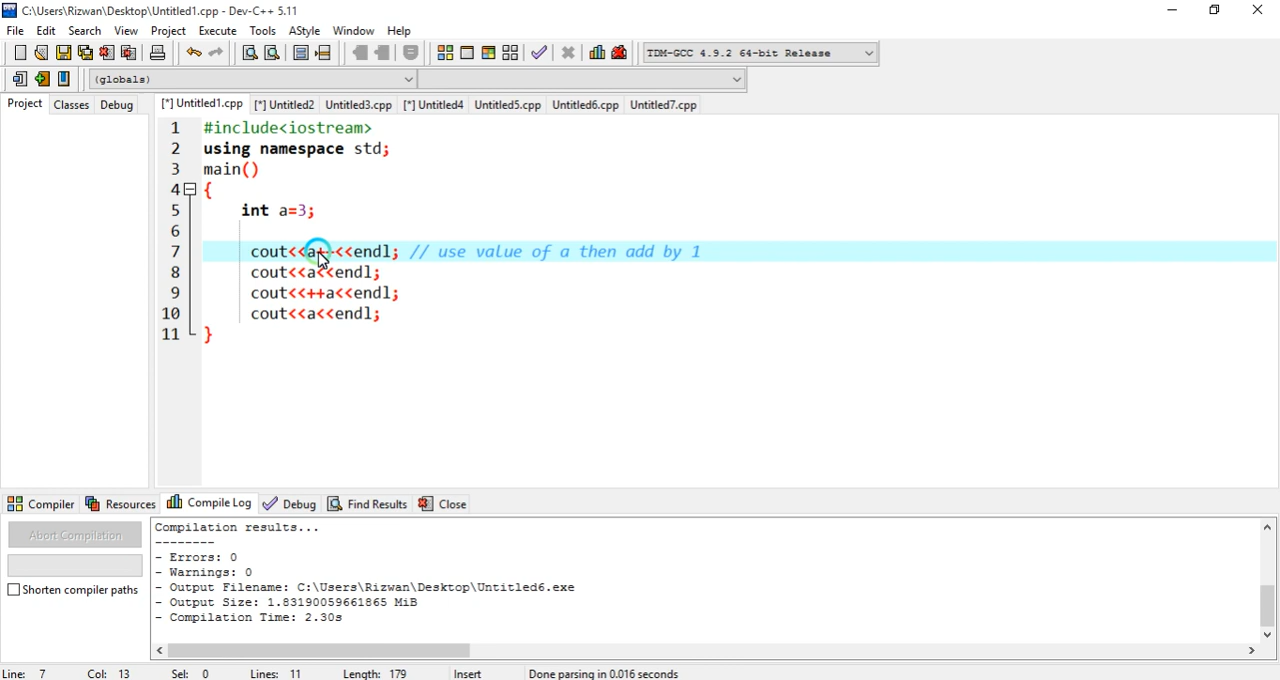 C:\Users\Rizwan\Desktop\Untitled1.cpp - Dev-C++ 5.11
File Edit Search View Project Execute Tools AStyle Window Help
TDM-GCC 4.9.2 64-bit Release
(globals)
Project Classes Debug [*] Untitled1.cpp [*] Untitled2 Untitled3.cpp [*] Untitled4 Untitled5.cpp Untitled6.cpp Untitled7.cpp
1 #include<iostream>
2 using namespace std;
3 main()
4 {
5 int a=3;
6
7 cout<<a++<<endl; // use value of a then add by 1
8 cout<<a<<endl;
9 cout<<++a<<endl;
10 cout<<a<<endl;
11 }
Compiler Resources Compile Log Debug Find Results Close
Abort Compilation
Shorten compiler paths
Compilation results...
--------
- Errors: 0
- Warnings: 0
- Output Filename: C:\Users\Rizwan\Desktop\Untitled6.exe
- Output Size: 1.83190059661865 MiB
- Compilation Time: 2.30s
Line: 7 Col: 13 Sel: 0 Lines: 11 Length: 179 Insert Done parsing in 0.016 seconds